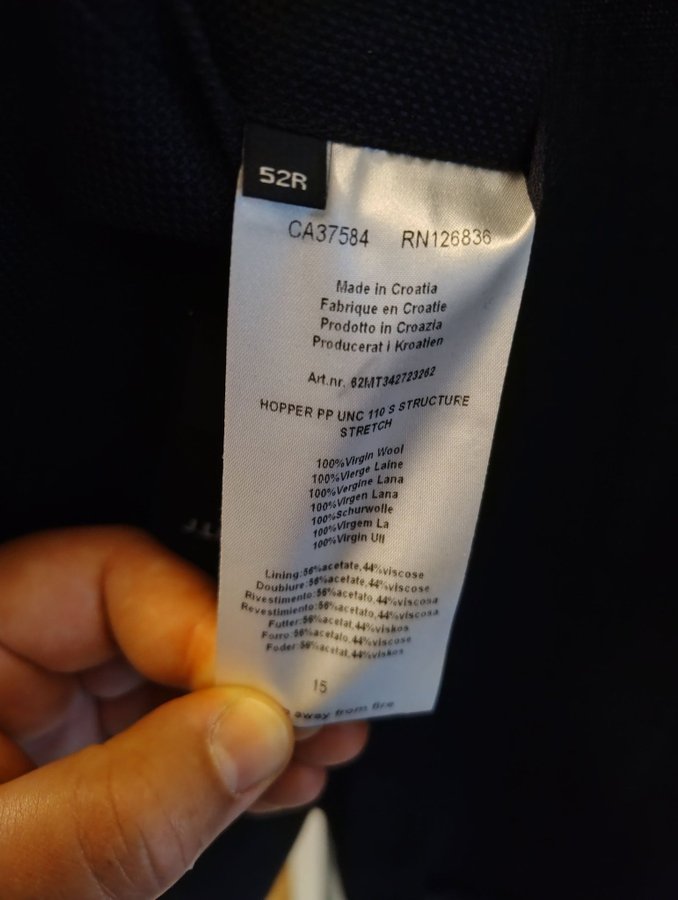 52R
CA37584 RN126836
Made in Croatia
Fabrique en Croatie
Prodotto in Croazia
Producerat i Kroatien
Art.nr. 62MT342723262
HOPPER PP UNC 110'S STRUCTURE
STRETCH
100%Virgin Wool
100%Vierge Laine
100%Vergine Lana
100%Virgen Lana
100%Schurwolle
100%Virgem La
100%Virgin Ull
Lining:56%acetate,44%viscose
Doublure:56%acetate,44%viscose
Rivestimento:56%acetato,44%viscosa
Revestimiento:56%acetato,44%viscosa
Futter:56%acetat,44%viskos
Forro:56%acetato,44%viscose
Foder:56%acetat,44%viskos
15
away from fire